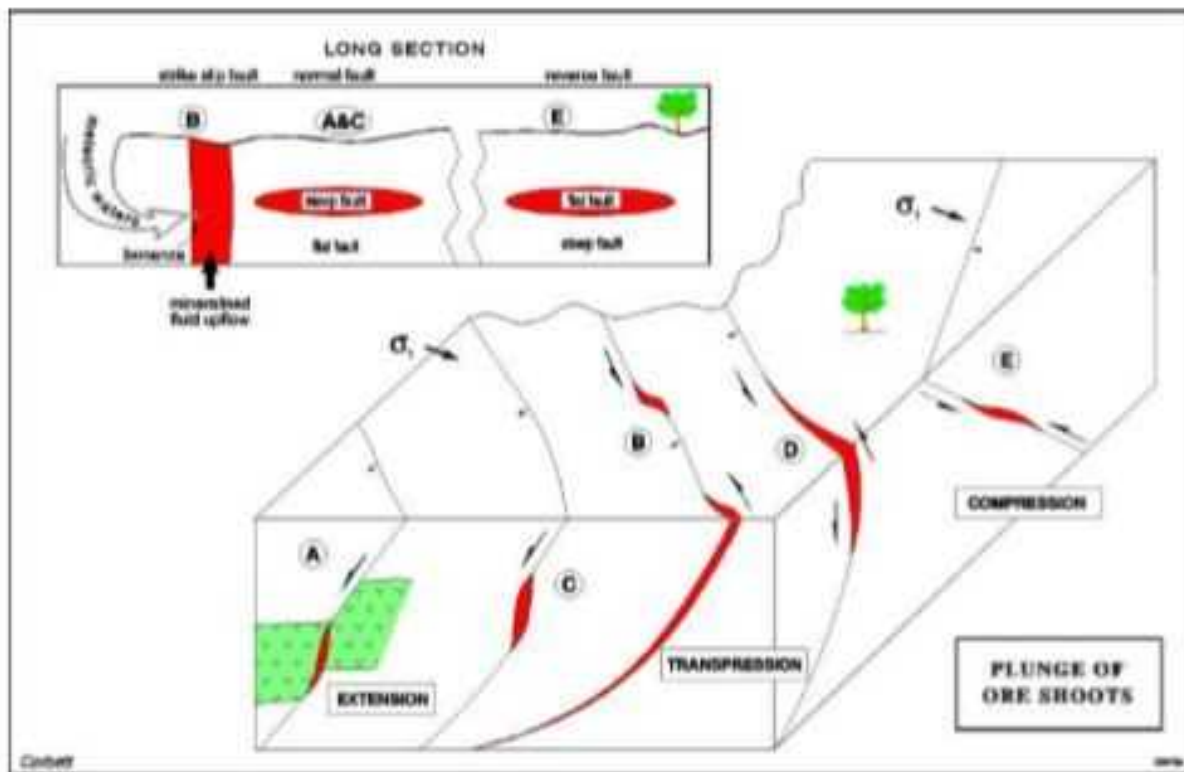 LONG SECTION
strike slip fault normal fault reverse fault
B A&C E
meteoric waters
steep fault flat fault
bonanza flat fault steep fault
mineralised
fluid upflow
σ₁
σ₁
E
B
D
COMPRESSION
A
C
TRANSPRESSION
EXTENSION
PLUNGE OF
ORE SHOOTS
Corbett